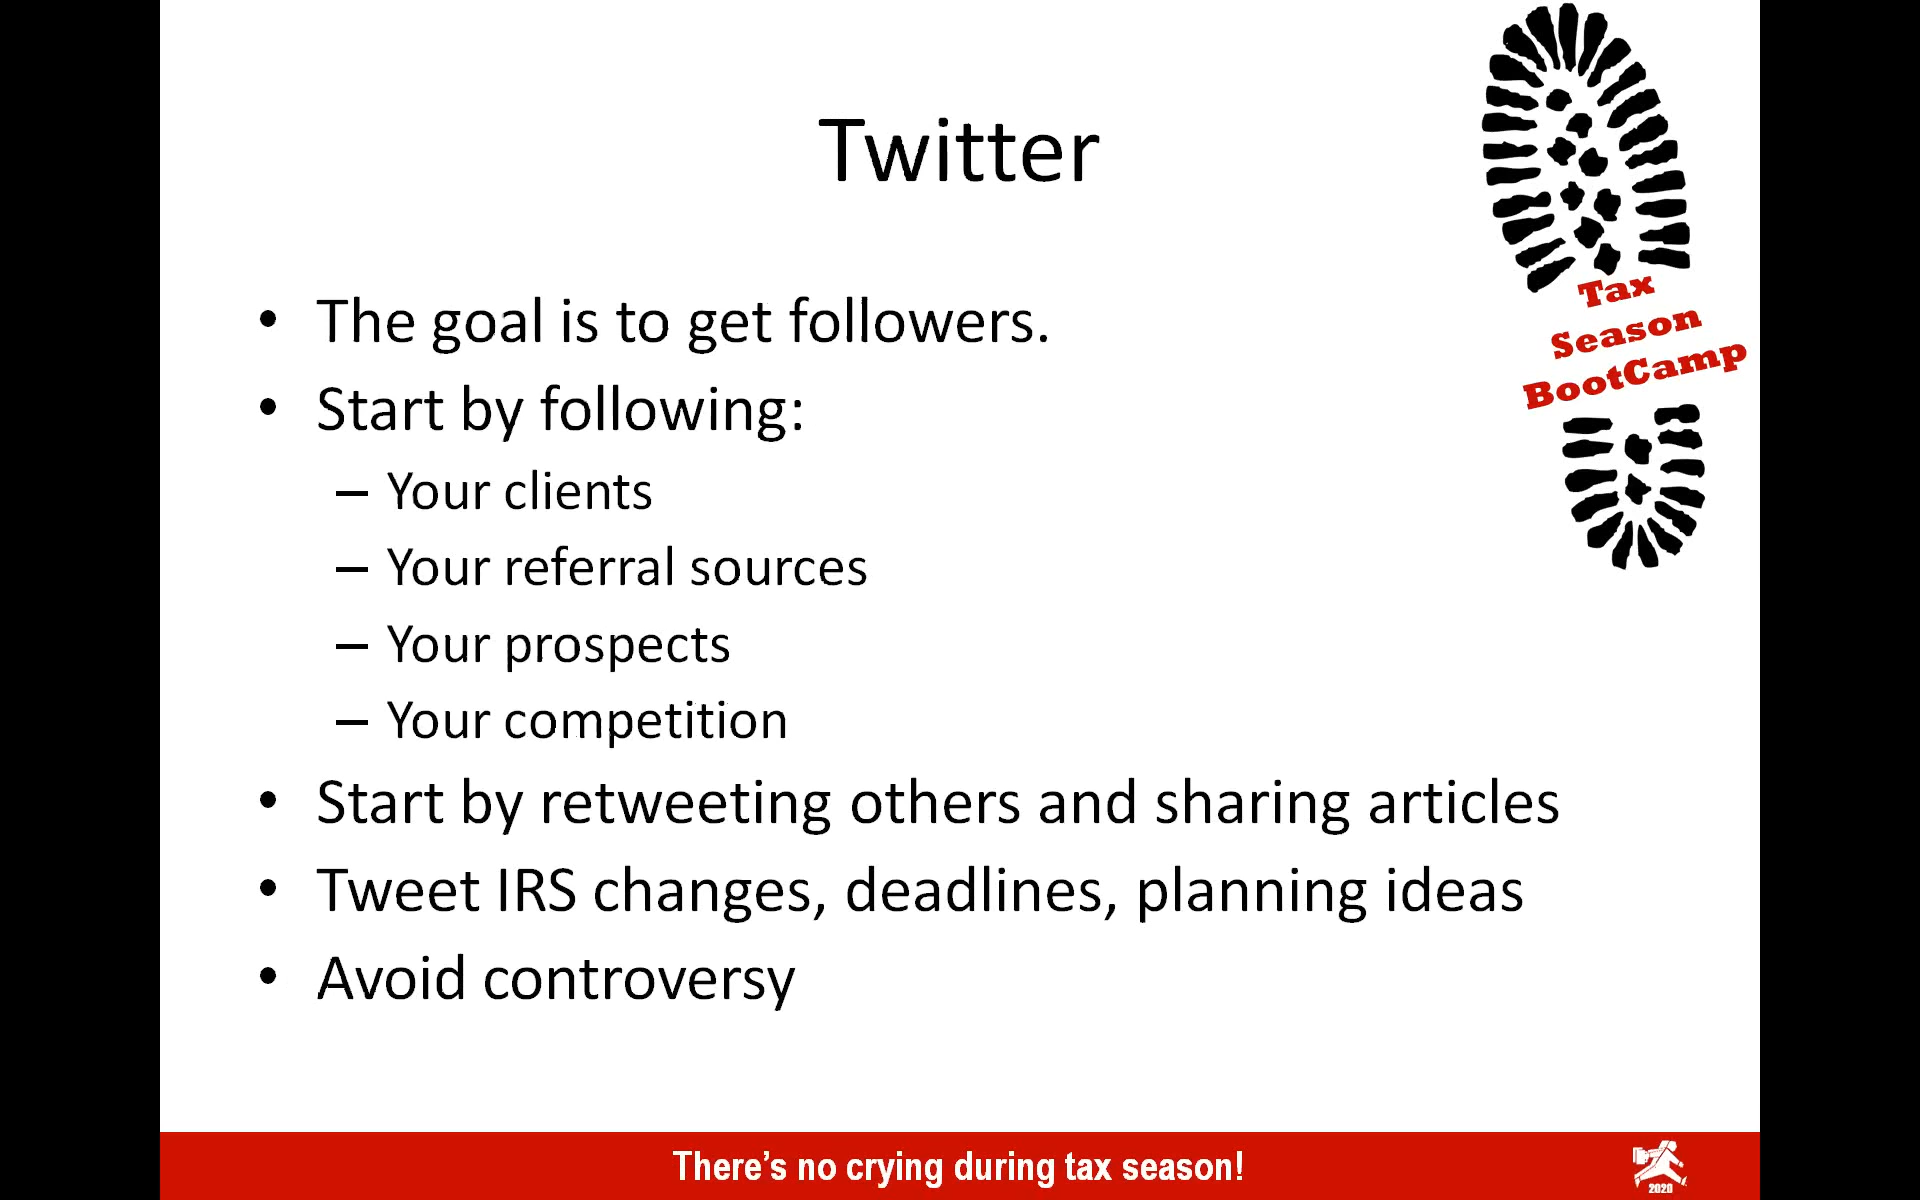 Twitter
Tax
Season
BootCamp
• The goal is to get followers.
• Start by following:
– Your clients
– Your referral sources
– Your prospects
– Your competition
• Start by retweeting others and sharing articles
• Tweet IRS changes, deadlines, planning ideas
• Avoid controversy
There’s no crying during tax season!
2020